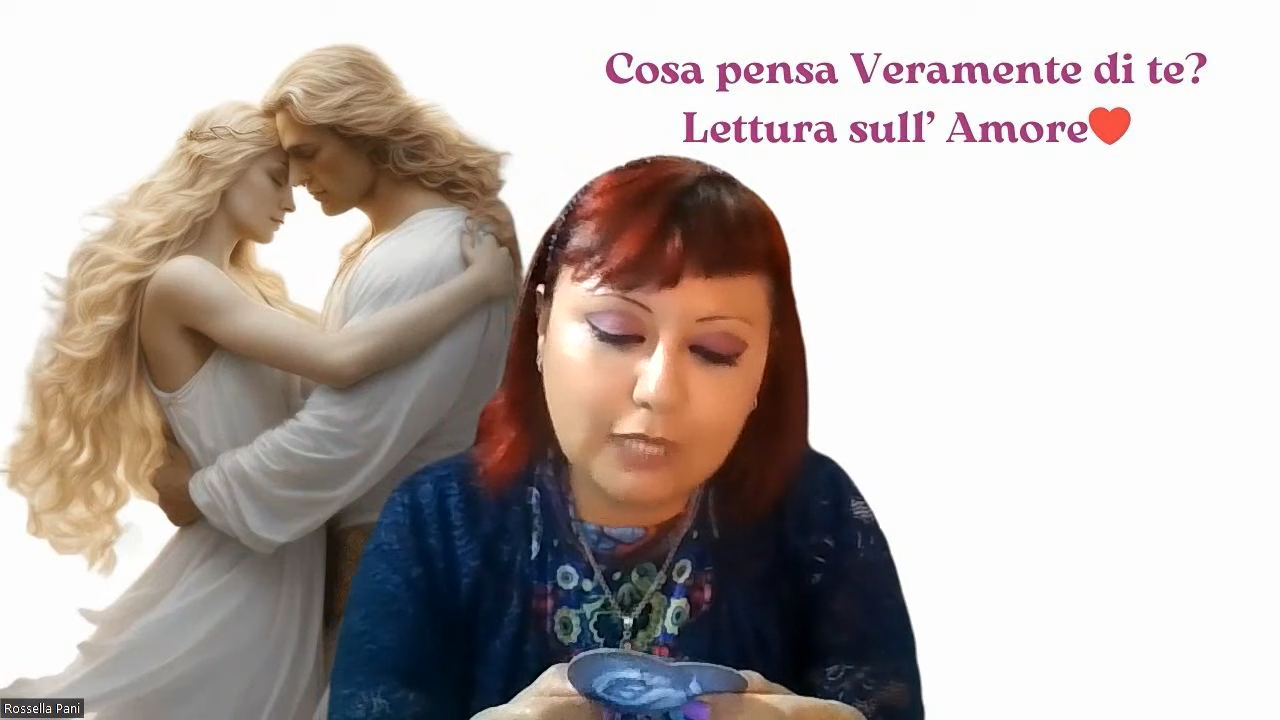 Cosa pensa Veramente di te?
Lettura sull’ Amore❤️
Rossella Pani